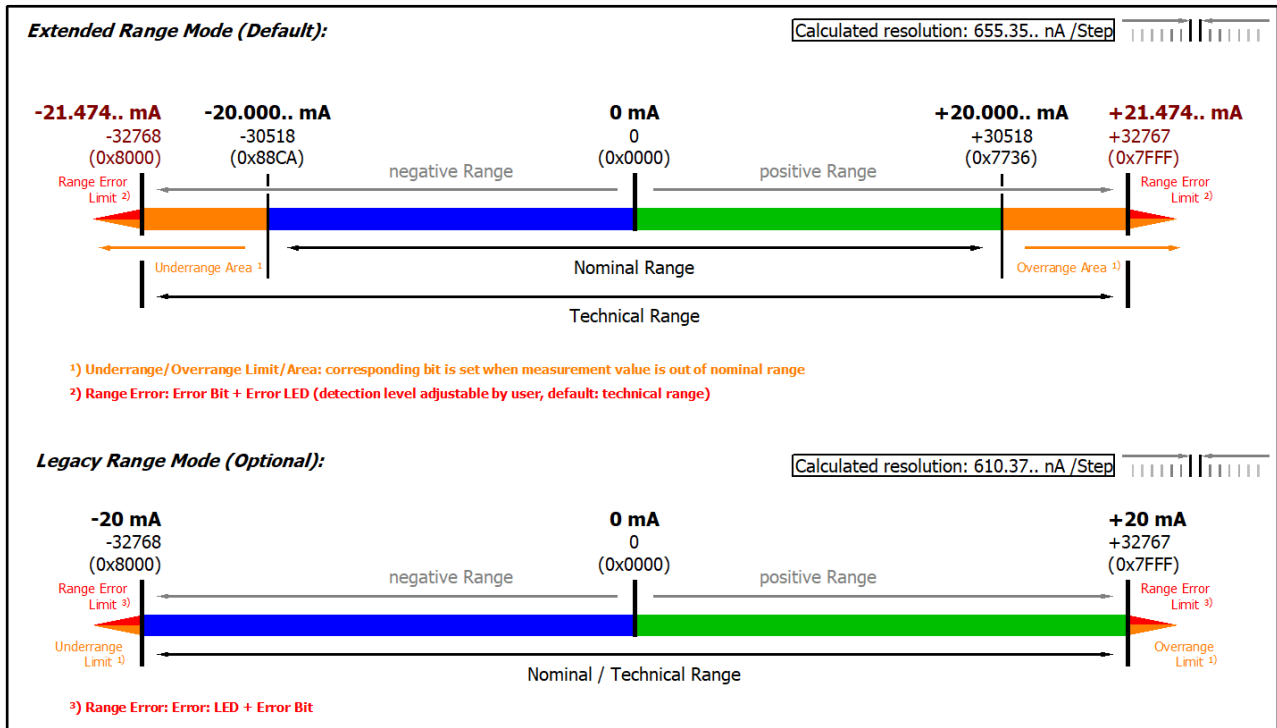 Extended Range Mode (Default):
Calculated resolution: 655.35.. nA /Step
-21.474.. mA
-20.000.. mA
0 mA
+20.000.. mA
+21.474.. mA
-32768
-30518
0
+30518
+32767
(0x8000)
(0x88CA)
(0x0000)
(0x7736)
(0x7FFF)
negative Range
positive Range
Range Error
Limit ²⁾
Range Error
Limit ²⁾
Underrange Area ¹
Nominal Range
Overrange Area ¹⁾
Technical Range
¹) Underrange/Overrange Limit/Area: corresponding bit is set when measurement value is out of nominal range
²) Range Error: Error Bit + Error LED (detection level adjustable by user, default: technical range)
Legacy Range Mode (Optional):
Calculated resolution: 610.37.. nA /Step
-20 mA
0 mA
+20 mA
-32768
0
+32767
(0x8000)
(0x0000)
(0x7FFF)
negative Range
positive Range
Range Error
Limit ³⁾
Range Error
Limit ³⁾
Underrange
Limit ¹⁾
Overrange
Limit ¹⁾
Nominal / Technical Range
³) Range Error: Error: LED + Error Bit